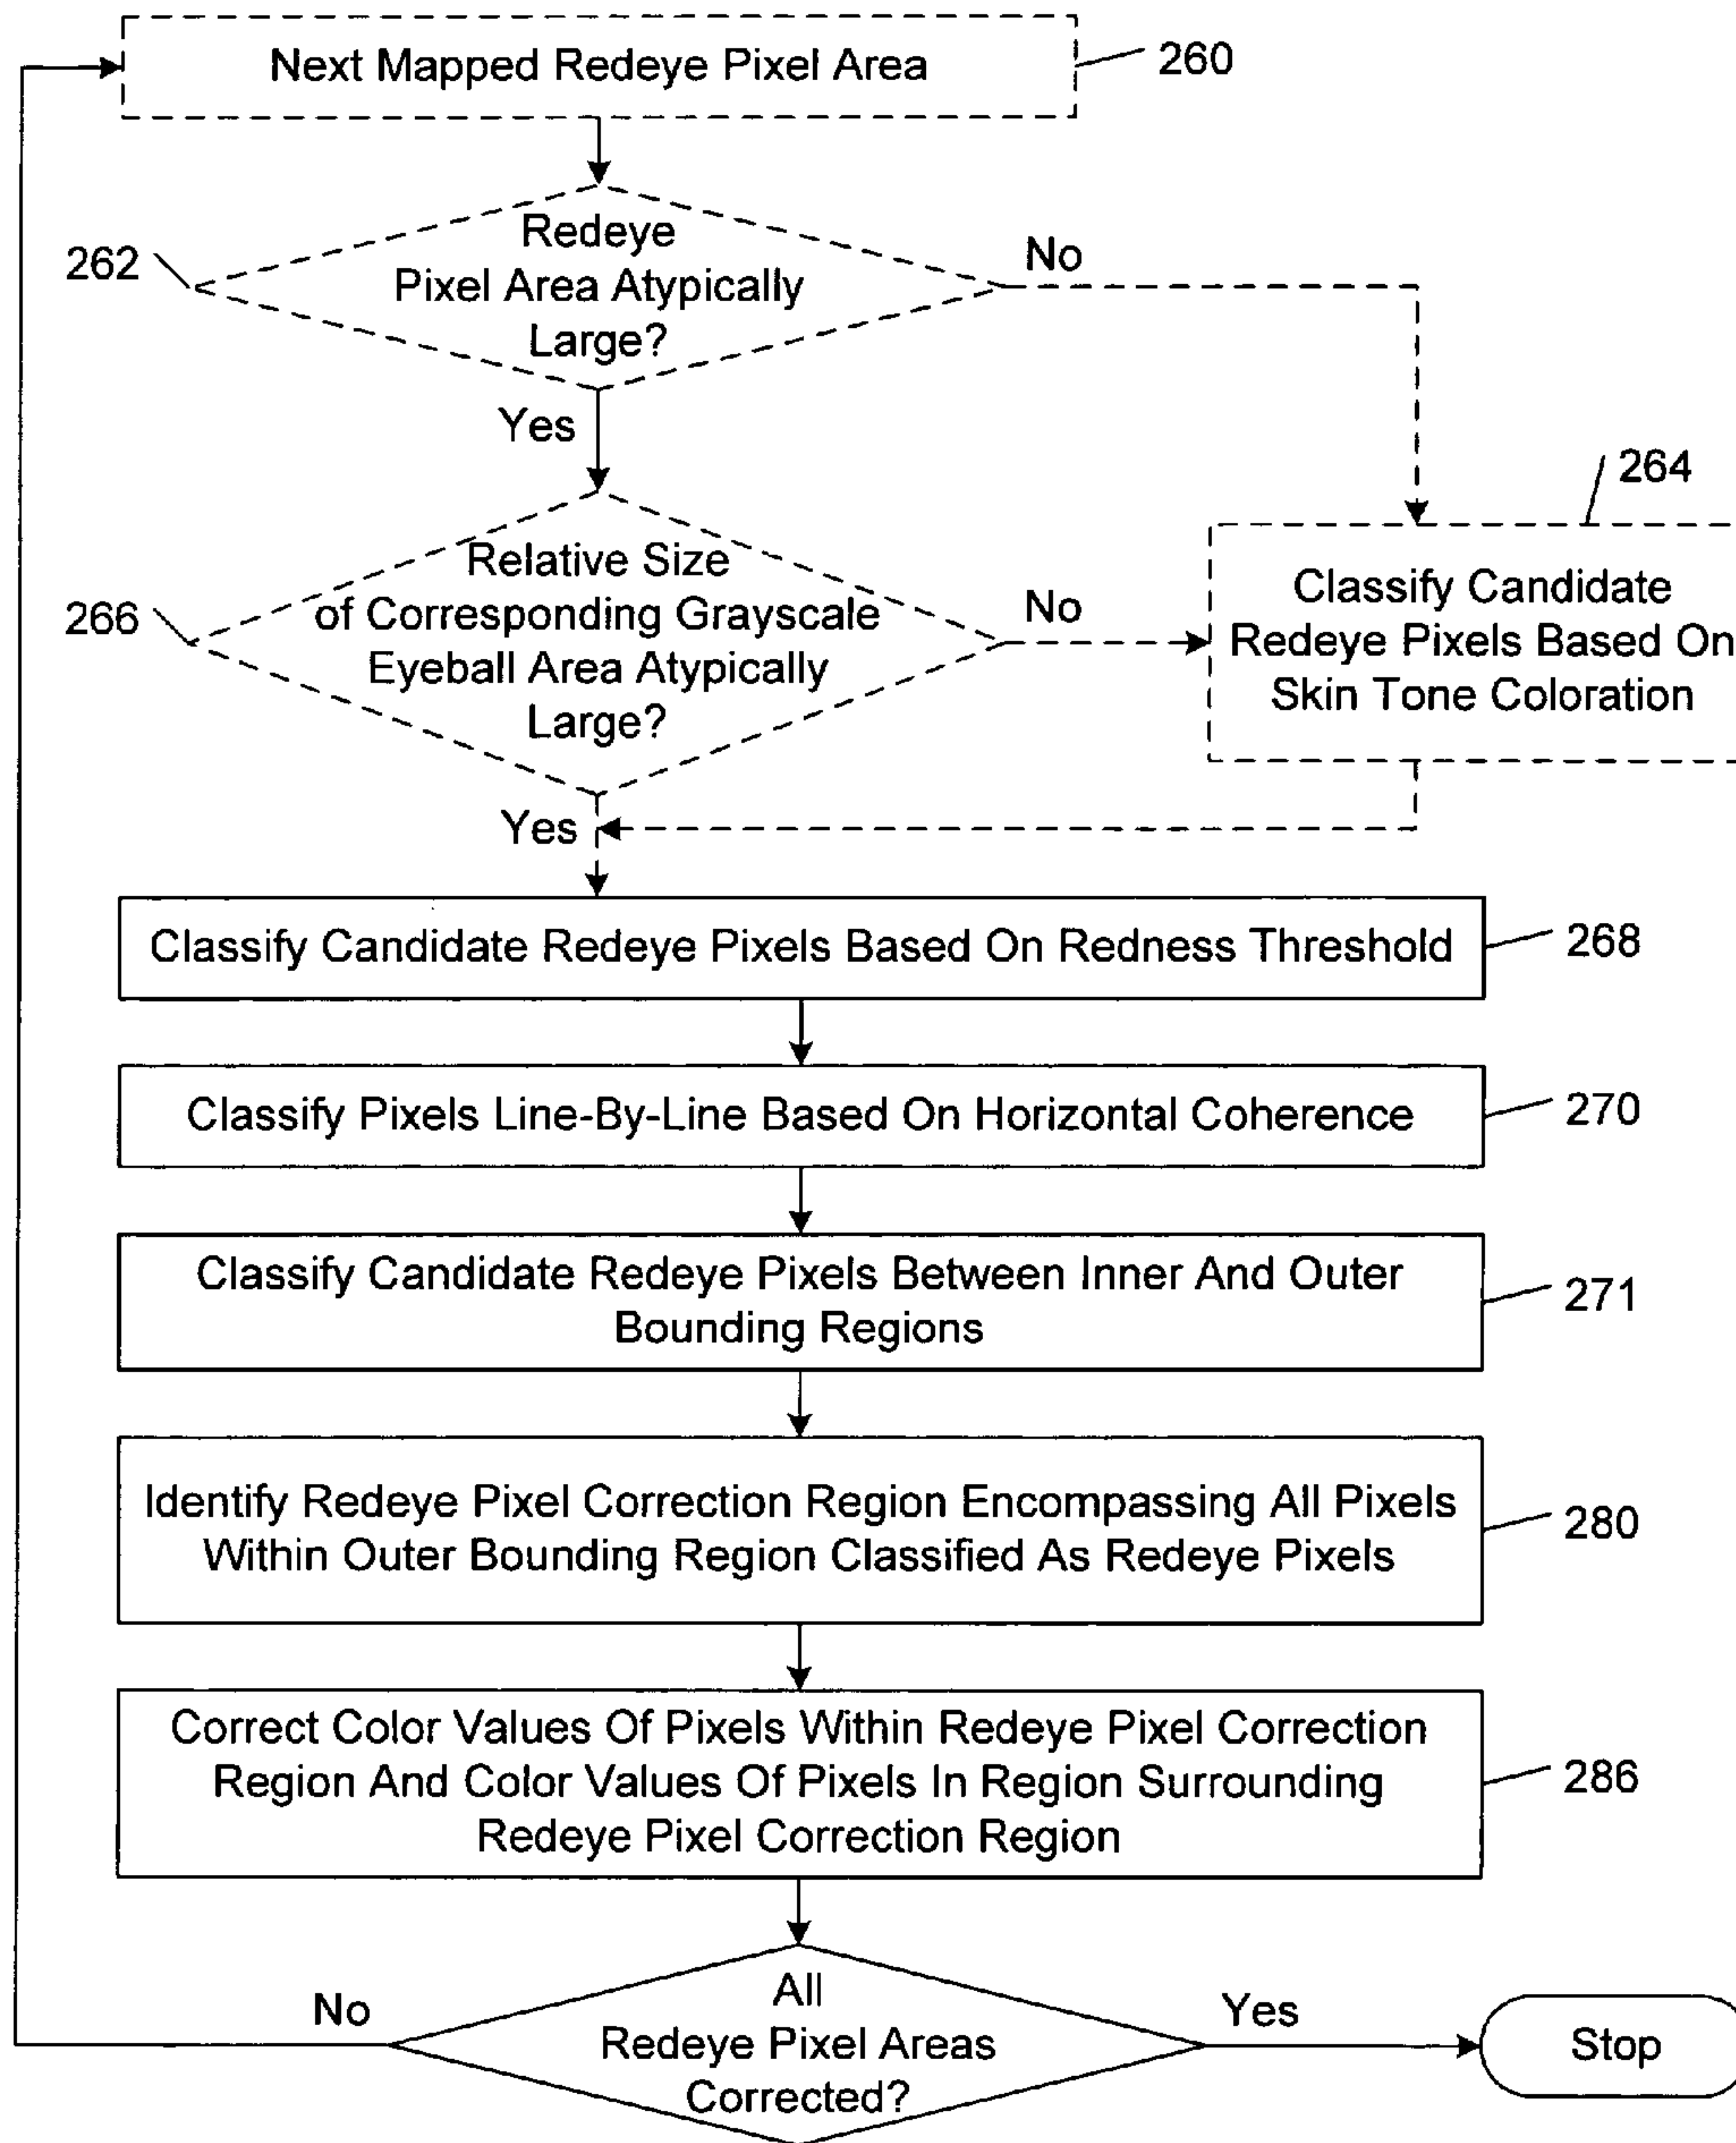 Next Mapped Redeye Pixel Area
260
Redeye
Pixel Area Atypically
Large?
262
No
Yes
264
Relative Size
of Corresponding Grayscale
Eyeball Area Atypically
Large?
266
No
Classify Candidate
Redeye Pixels Based On
Skin Tone Coloration
Yes
Classify Candidate Redeye Pixels Based On Redness Threshold
268
Classify Pixels Line-By-Line Based On Horizontal Coherence
270
Classify Candidate Redeye Pixels Between Inner And Outer
Bounding Regions
271
Identify Redeye Pixel Correction Region Encompassing All Pixels
Within Outer Bounding Region Classified As Redeye Pixels
280
Correct Color Values Of Pixels Within Redeye Pixel Correction
Region And Color Values Of Pixels In Region Surrounding
Redeye Pixel Correction Region
286
All
Redeye Pixel Areas
Corrected?
No
Yes
Stop